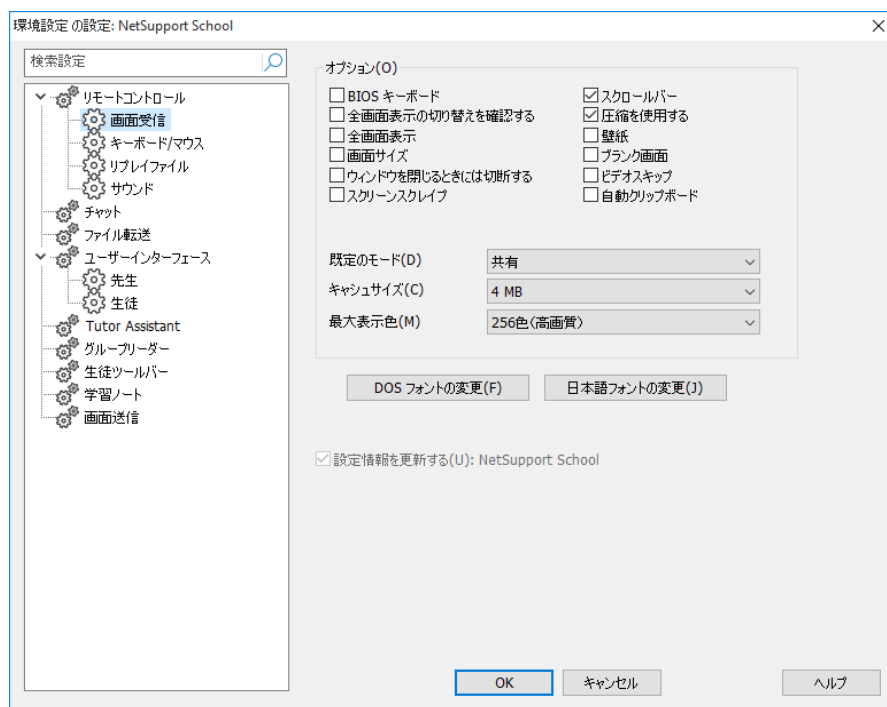 環境設定 の設定: NetSupport School
検索設定
リモートコントロール
画面受信
キーボード/マウス
リプレイファイル
サウンド
チャット
ファイル転送
ユーザーインターフェース
先生
生徒
Tutor Assistant
グループリーダー
生徒ツールバー
学習ノート
画面送信
オプション(O)
BIOS キーボード
全画面表示の切り替えを確認する
全画面表示
画面サイズ
ウィンドウを閉じるときには切断する
スクリーンスクレイプ
スクロールバー
圧縮を使用する
壁紙
ブランク画面
ビデオスキップ
自動クリップボード
既定のモード(D) 共有
キャシュサイズ(C) 4 MB
最大表示色(M) 256色(高画質)
DOS フォントの変更(F) 日本語フォントの変更(J)
設定情報を更新する(U): NetSupport School
OK キャンセル ヘルプ